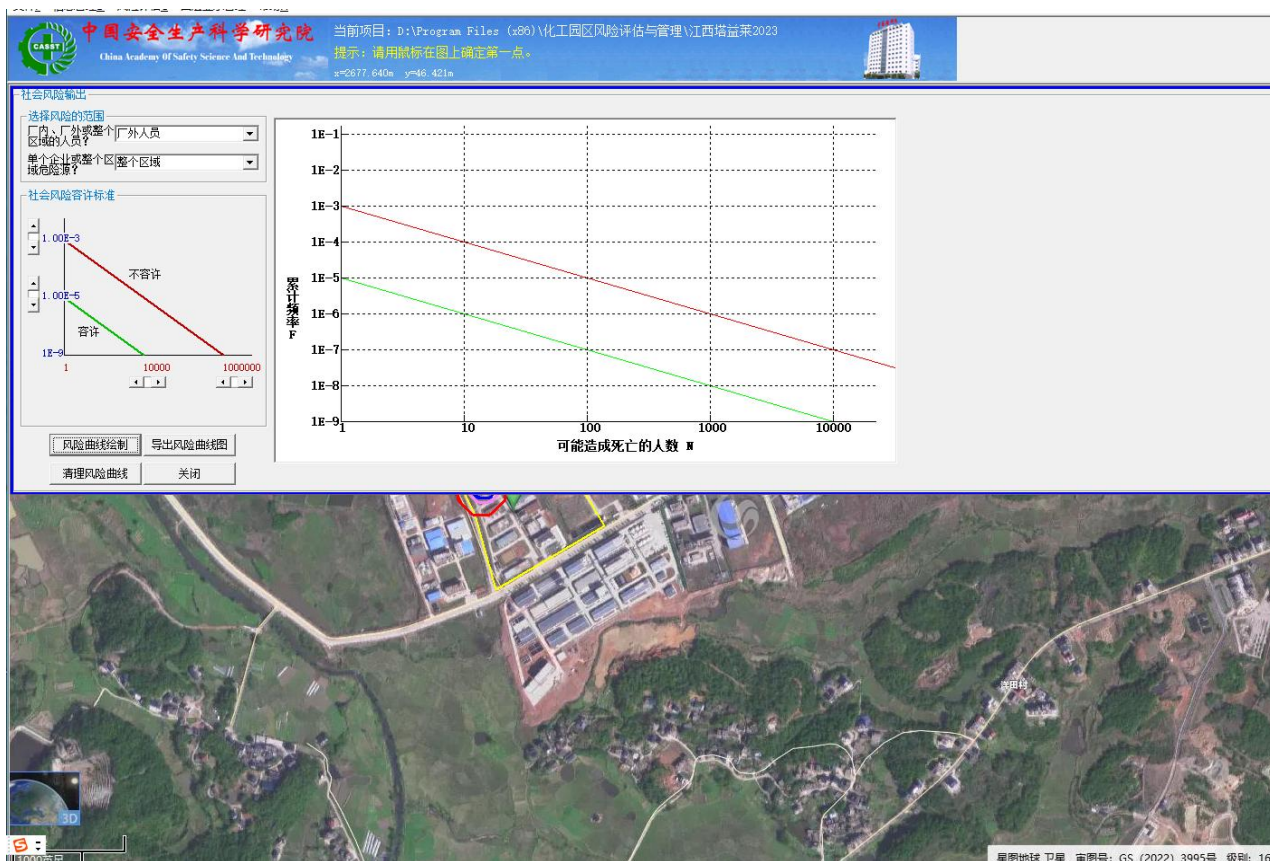 中国安全生产科学研究院
China Academy Of Safety Science And Technology
CASST
当前项目：D:\Program Files (x86)\化工园区风险评估与管理\江西塔益莱2023
提示：请用鼠标在图上确定第一点。
x=2677.640m y=46.421m
社会风险输出
选择风险的范围
厂内、厂外或整个区域的人员？
厂外人员
单个企业或整个区域危险源？
整个区域
社会风险容许标准
1.00E-3
不容许
1.00E-5
容许
1E-9
1
10000
1000000
风险曲线绘制
导出风险曲线图
清理风险曲线
关闭
1E-1
1E-2
1E-3
1E-4
1E-5
1E-6
1E-7
1E-8
1E-9
累计频率F
1
10
100
1000
10000
可能造成死亡的人数 N
洋田村
3D
1000英尺
星图地球 卫星 审图号：GS（2022）3995号 级别：16